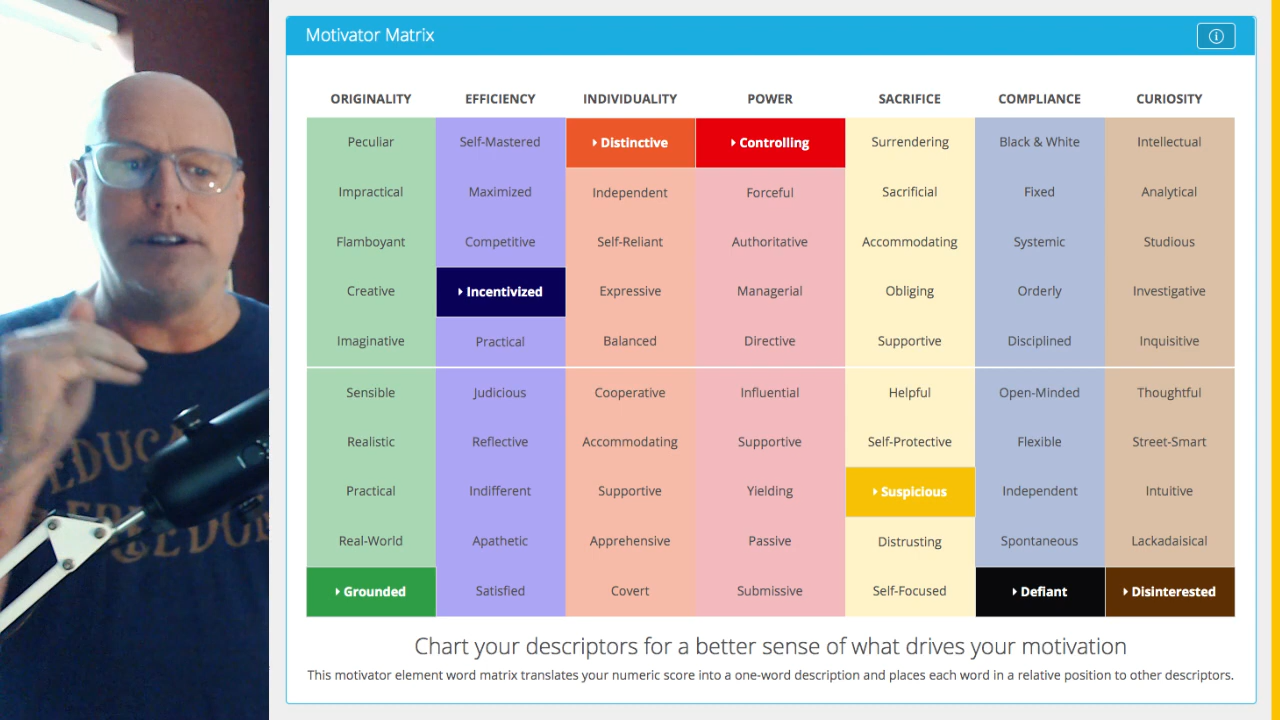 Motivator Matrix
ORIGINALITY EFFICIENCY INDIVIDUALITY POWER SACRIFICE COMPLIANCE CURIOSITY
Peculiar Self-Mastered Distinctive Controlling Surrendering Black & White Intellectual
Impractical Maximized Independent Forceful Sacrificial Fixed Analytical
Flamboyant Competitive Self-Reliant Authoritative Accommodating Systemic Studious
Creative Incentivized Expressive Managerial Obliging Orderly Investigative
Imaginative Practical Balanced Directive Supportive Disciplined Inquisitive
Sensible Judicious Cooperative Influential Helpful Open-Minded Thoughtful
Realistic Reflective Accommodating Supportive Self-Protective Flexible Street-Smart
Practical Indifferent Supportive Yielding Suspicious Independent Intuitive
Real-World Apathetic Apprehensive Passive Distrusting Spontaneous Lackadaisical
Grounded Satisfied Covert Submissive Self-Focused Defiant Disinterested
Chart your descriptors for a better sense of what drives your motivation
This motivator element word matrix translates your numeric score into a one-word description and places each word in a relative position to other descriptors.